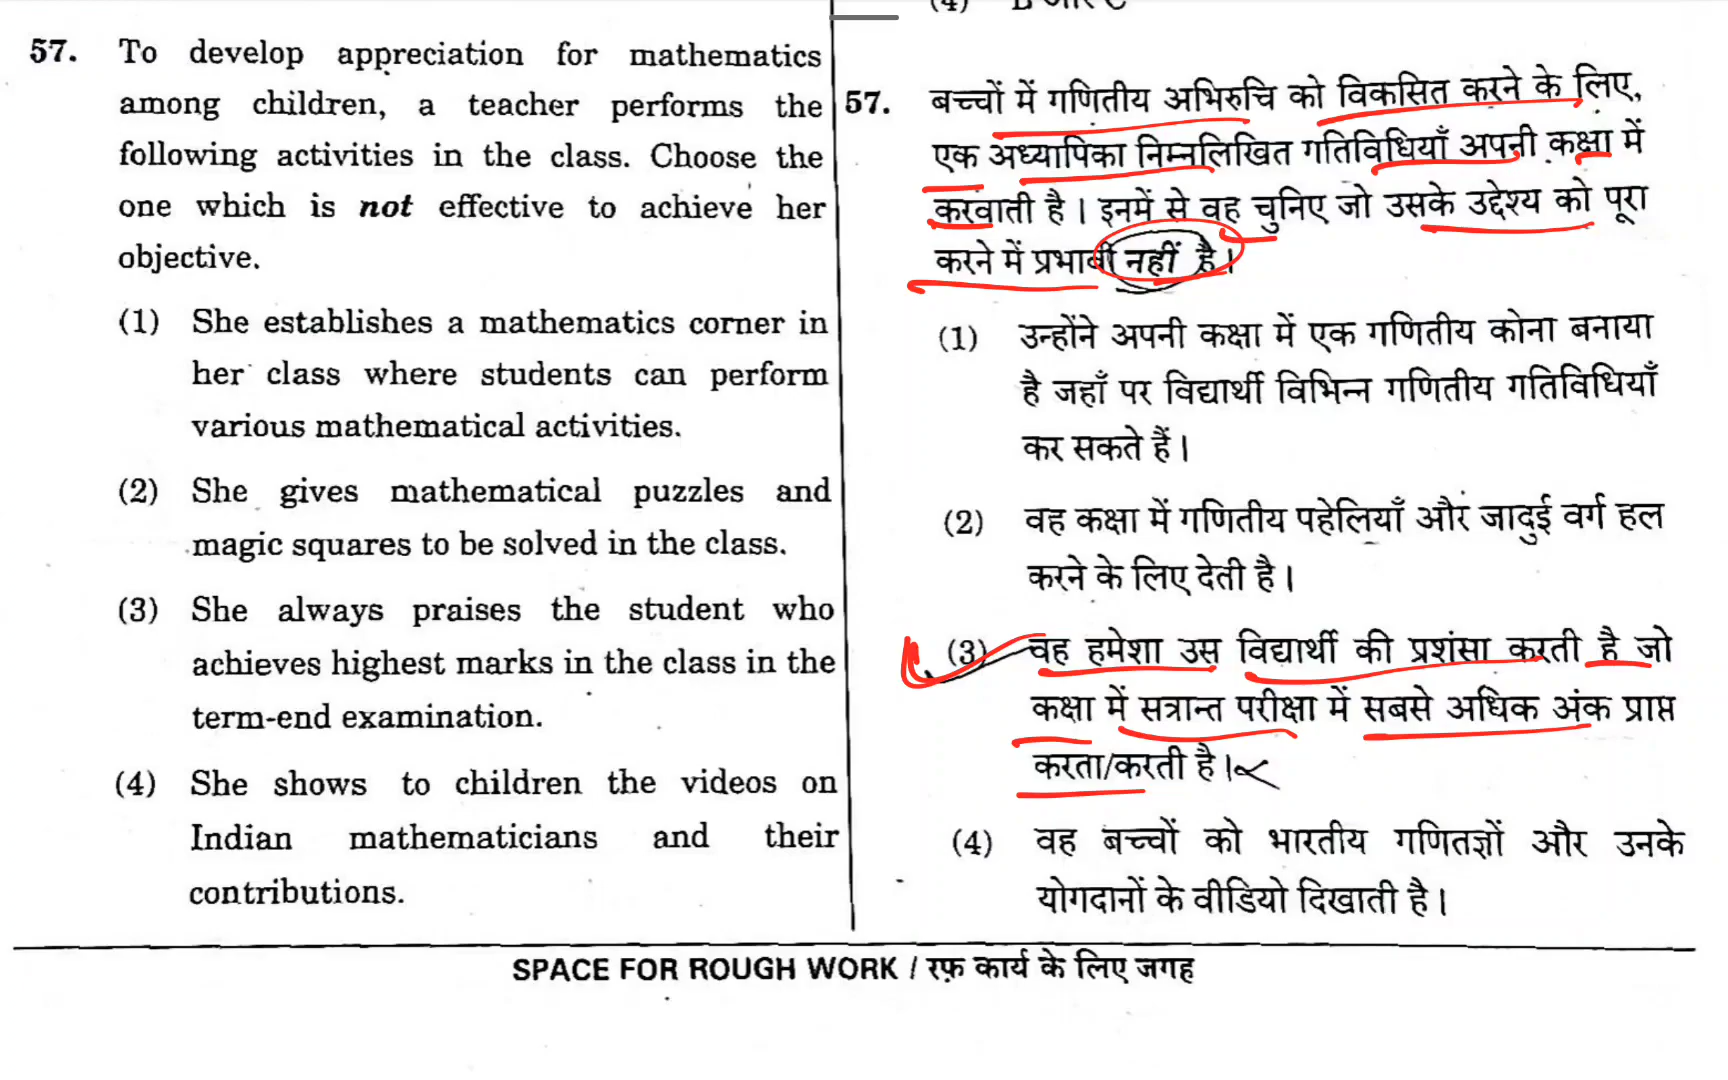 57. To develop appreciation for mathematics
among children, a teacher performs the
following activities in the class. Choose the
one which is not effective to achieve her
objective.
(1) She establishes a mathematics corner in
her class where students can perform
various mathematical activities.
(2) She gives mathematical puzzles and
magic squares to be solved in the class.
(3) She always praises the student who
achieves highest marks in the class in the
term-end examination.
(4) She shows to children the videos on
Indian mathematicians and their
contributions.
57. बच्चों में गणितीय अभिरुचि को विकसित करने के लिए,
एक अध्यापिका निम्नलिखित गतिविधियाँ अपनी कक्षा में
करवाती है। इनमें से वह चुनिए जो उसके उद्देश्य को पूरा
करने में प्रभावी नहीं है।
(1) उन्होंने अपनी कक्षा में एक गणितीय कोना बनाया
है जहाँ पर विद्यार्थी विभिन्न गणितीय गतिविधियाँ
कर सकते हैं।
(2) वह कक्षा में गणितीय पहेलियाँ और जादुई वर्ग हल
करने के लिए देती है।
(3) वह हमेशा उस विद्यार्थी की प्रशंसा करती है जो
कक्षा में सत्रान्त परीक्षा में सबसे अधिक अंक प्राप्त
करता/करती है।
(4) वह बच्चों को भारतीय गणितज्ञों और उनके
योगदानों के वीडियो दिखाती है।
SPACE FOR ROUGH WORK / रफ़ कार्य के लिए जगह